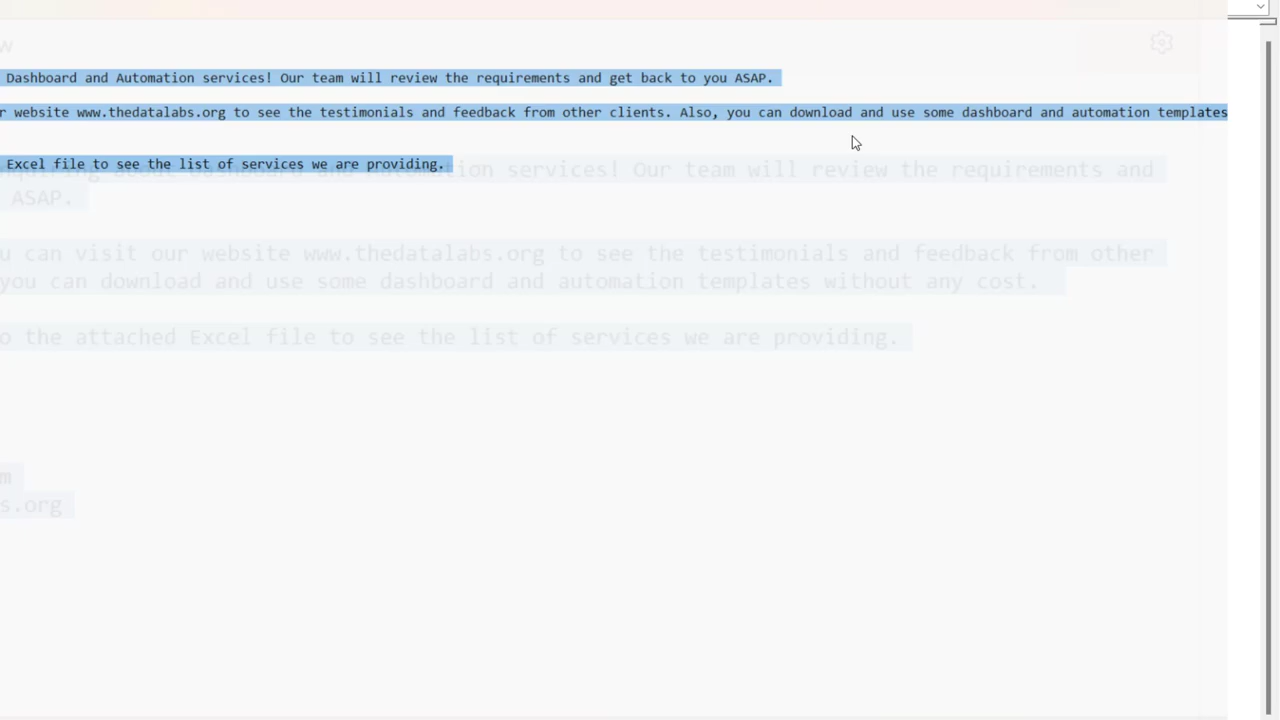 w
Dashboard and Automation services! Our team will review the requirements and get back to you ASAP.
r website www.thedatalabs.org to see the testimonials and feedback from other clients. Also, you can download and use some dashboard and automation templates
Excel file to see the list of services we are providing.
nquiring about Dashboard and Automation services! Our team will review the requirements and
ASAP.
u can visit our website www.thedatalabs.org to see the testimonials and feedback from other
you can download and use some dashboard and automation templates without any cost.
o the attached Excel file to see the list of services we are providing.
m
s.org